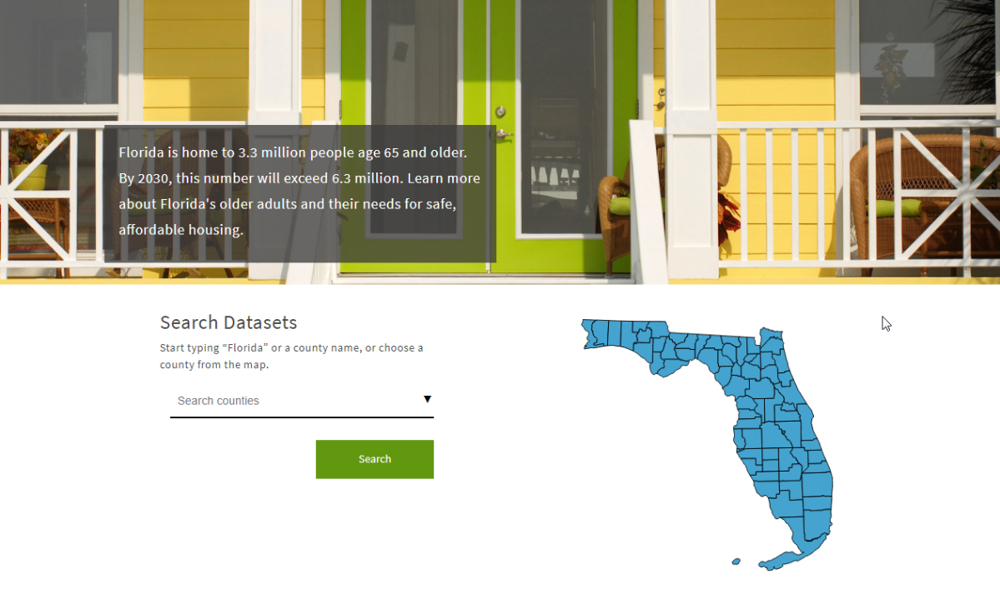 Florida is home to 3.3 million people age 65 and older.
By 2030, this number will exceed 6.3 million. Learn more
about Florida's older adults and their needs for safe,
affordable housing.
Search Datasets
Start typing “Florida” or a county name, or choose a
county from the map.
Search counties
Search